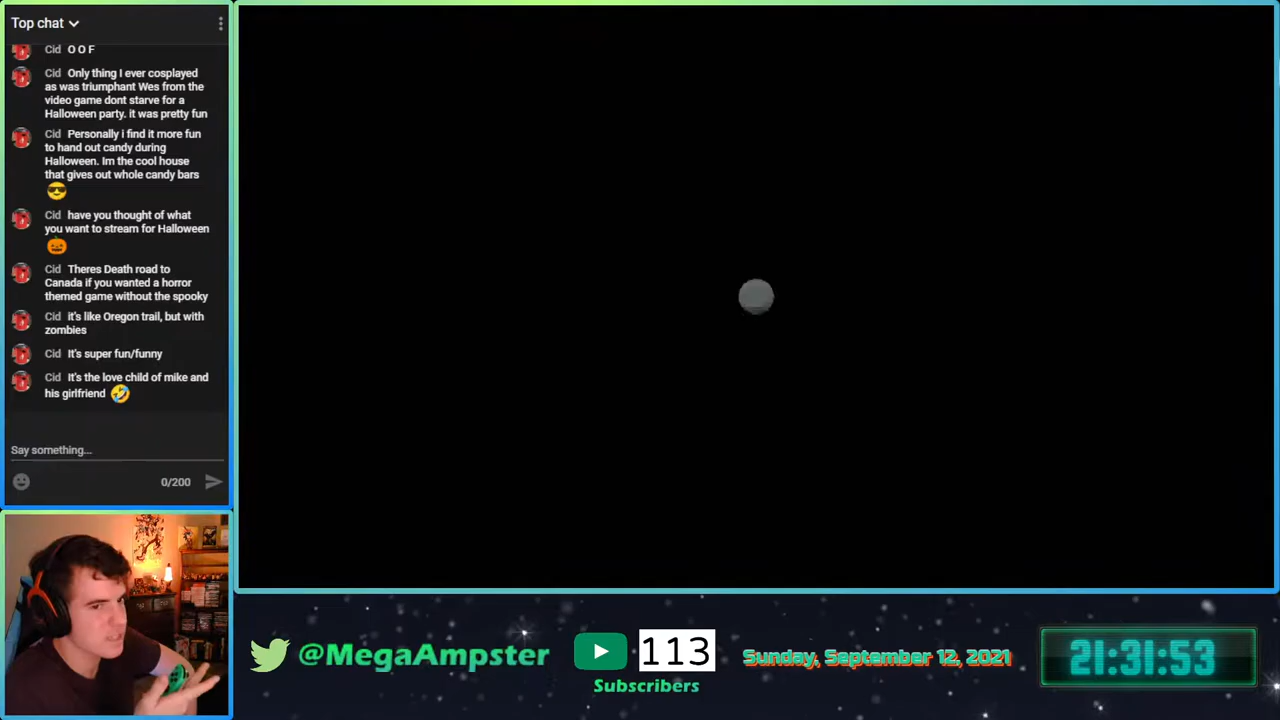 Top chat
Cid O O F
Cid Only thing I ever cosplayed
as was triumphant Wes from the
video game dont starve for a
Halloween party. it was pretty fun
Cid Personally i find it more fun
to hand out candy during
Halloween. Im the cool house
that gives out whole candy bars
😎
Cid have you thought of what
you want to stream for Halloween
🎃
Cid Theres Death road to
Canada if you wanted a horror
themed game without the spooky
Cid it's like Oregon trail, but with
zombies
Cid It's super fun/funny
Cid It's the love child of mike and
his girlfriend 🤣
Say something...
0/200
@MegaAmpster
113
Subscribers
Sunday, September 12, 2021
21:31:53